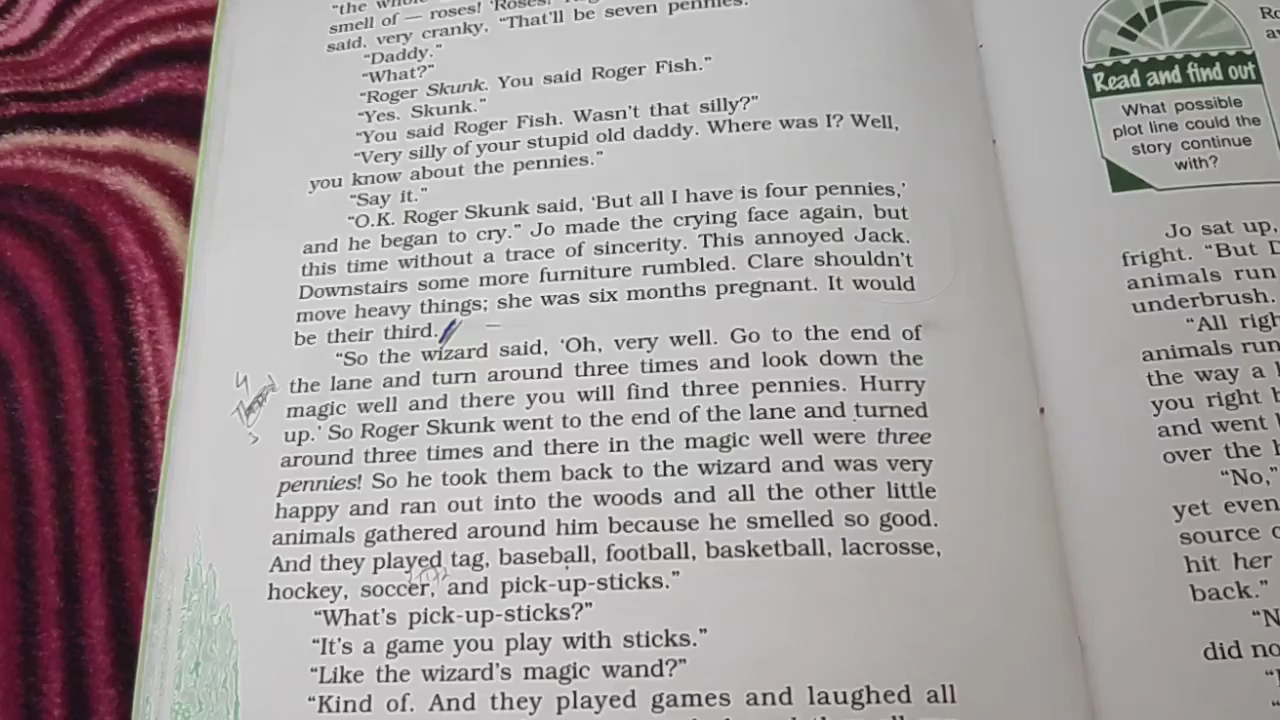 "the
smell of — roses! 'Roses!
said, very cranky, "That'll be seven pennies."
"Daddy."
"What?"
"Roger Skunk. You said Roger Fish."
"Yes. Skunk."
"You said Roger Fish. Wasn't that silly?"
"Very silly of your stupid old daddy. Where was I? Well,
you know about the pennies."
"Say it."
"O.K. Roger Skunk said, 'But all I have is four pennies,'
and he began to cry." Jo made the crying face again, but
this time without a trace of sincerity. This annoyed Jack.
Downstairs some more furniture rumbled. Clare shouldn't
move heavy things; she was six months pregnant. It would
be their third.
"So the wizard said, 'Oh, very well. Go to the end of
the lane and turn around three times and look down the
magic well and there you will find three pennies. Hurry
up.' So Roger Skunk went to the end of the lane and turned
around three times and there in the magic well were three
pennies! So he took them back to the wizard and was very
happy and ran out into the woods and all the other little
animals gathered around him because he smelled so good.
And they played tag, baseball, football, basketball, lacrosse,
hockey, soccer, and pick-up-sticks."
"What's pick-up-sticks?"
"It's a game you play with sticks."
"Like the wizard's magic wand?"
"Kind of. And they played games and laughed all
Read and find out
What possible
plot line could the
story continue
with?
Jo sat up,
fright. "But
animals run
underbrush.
"All
animals run
the way a
you right
and went
over the
"No,"
yet even
source
hit her
back."
did